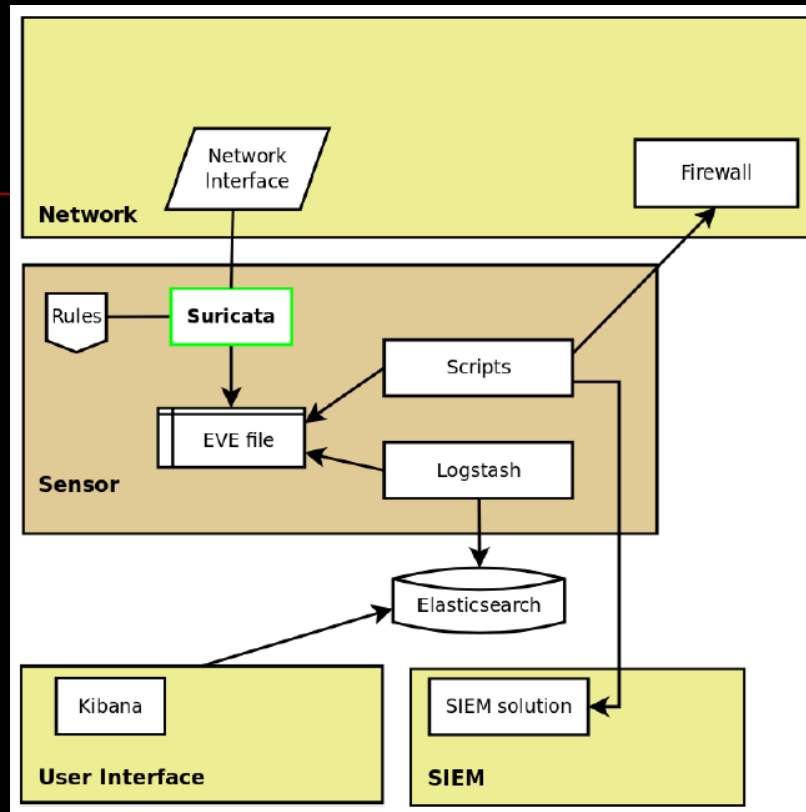 Network
Interface
Firewall
Network
Rules
Suricata
Scripts
EVE file
Logstash
Sensor
Elasticsearch
Kibana
SIEM solution
User Interface
SIEM